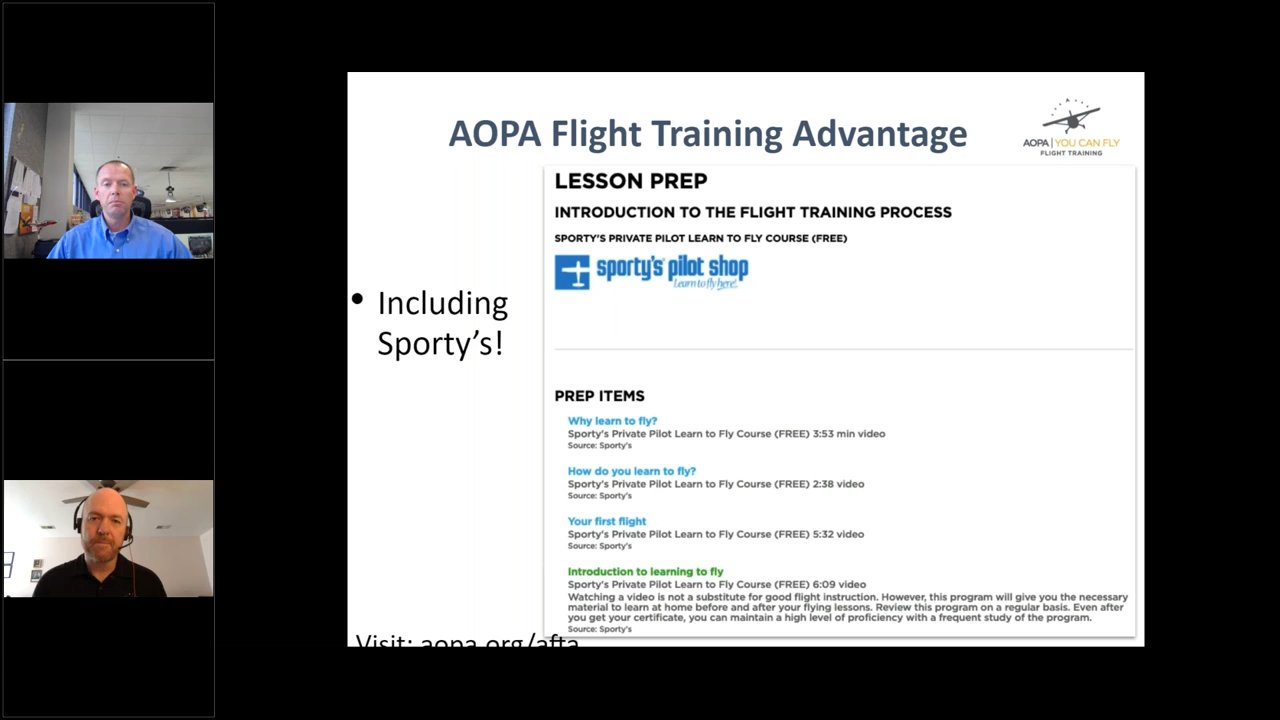 AOPA Flight Training Advantage
AOPA | YOU CAN FLY
FLIGHT TRAINING
• Including
Sporty's!
LESSON PREP
INTRODUCTION TO THE FLIGHT TRAINING PROCESS
SPORTY'S PRIVATE PILOT LEARN TO FLY COURSE (FREE)
sporty's pilot shop
Learn to fly here!
PREP ITEMS
Why learn to fly?
Sporty's Private Pilot Learn to Fly Course (FREE) 3:53 min video
Source: Sporty's
How do you learn to fly?
Sporty's Private Pilot Learn to Fly Course (FREE) 2:38 video
Source: Sporty's
Your first flight
Sporty's Private Pilot Learn to Fly Course (FREE) 5:32 video
Source: Sporty's
Introduction to learning to fly
Sporty's Private Pilot Learn to Fly Course (FREE) 6:09 video
Watching a video is not a substitute for good flight instruction. However, this program will give you the necessary
material to learn at home before and after your flying lessons. Review this program on a regular basis. Even after
you get your certificate, you can maintain a high level of proficiency with a frequent study of the program.
Source: Sporty's
Visit: aopa.org/afta